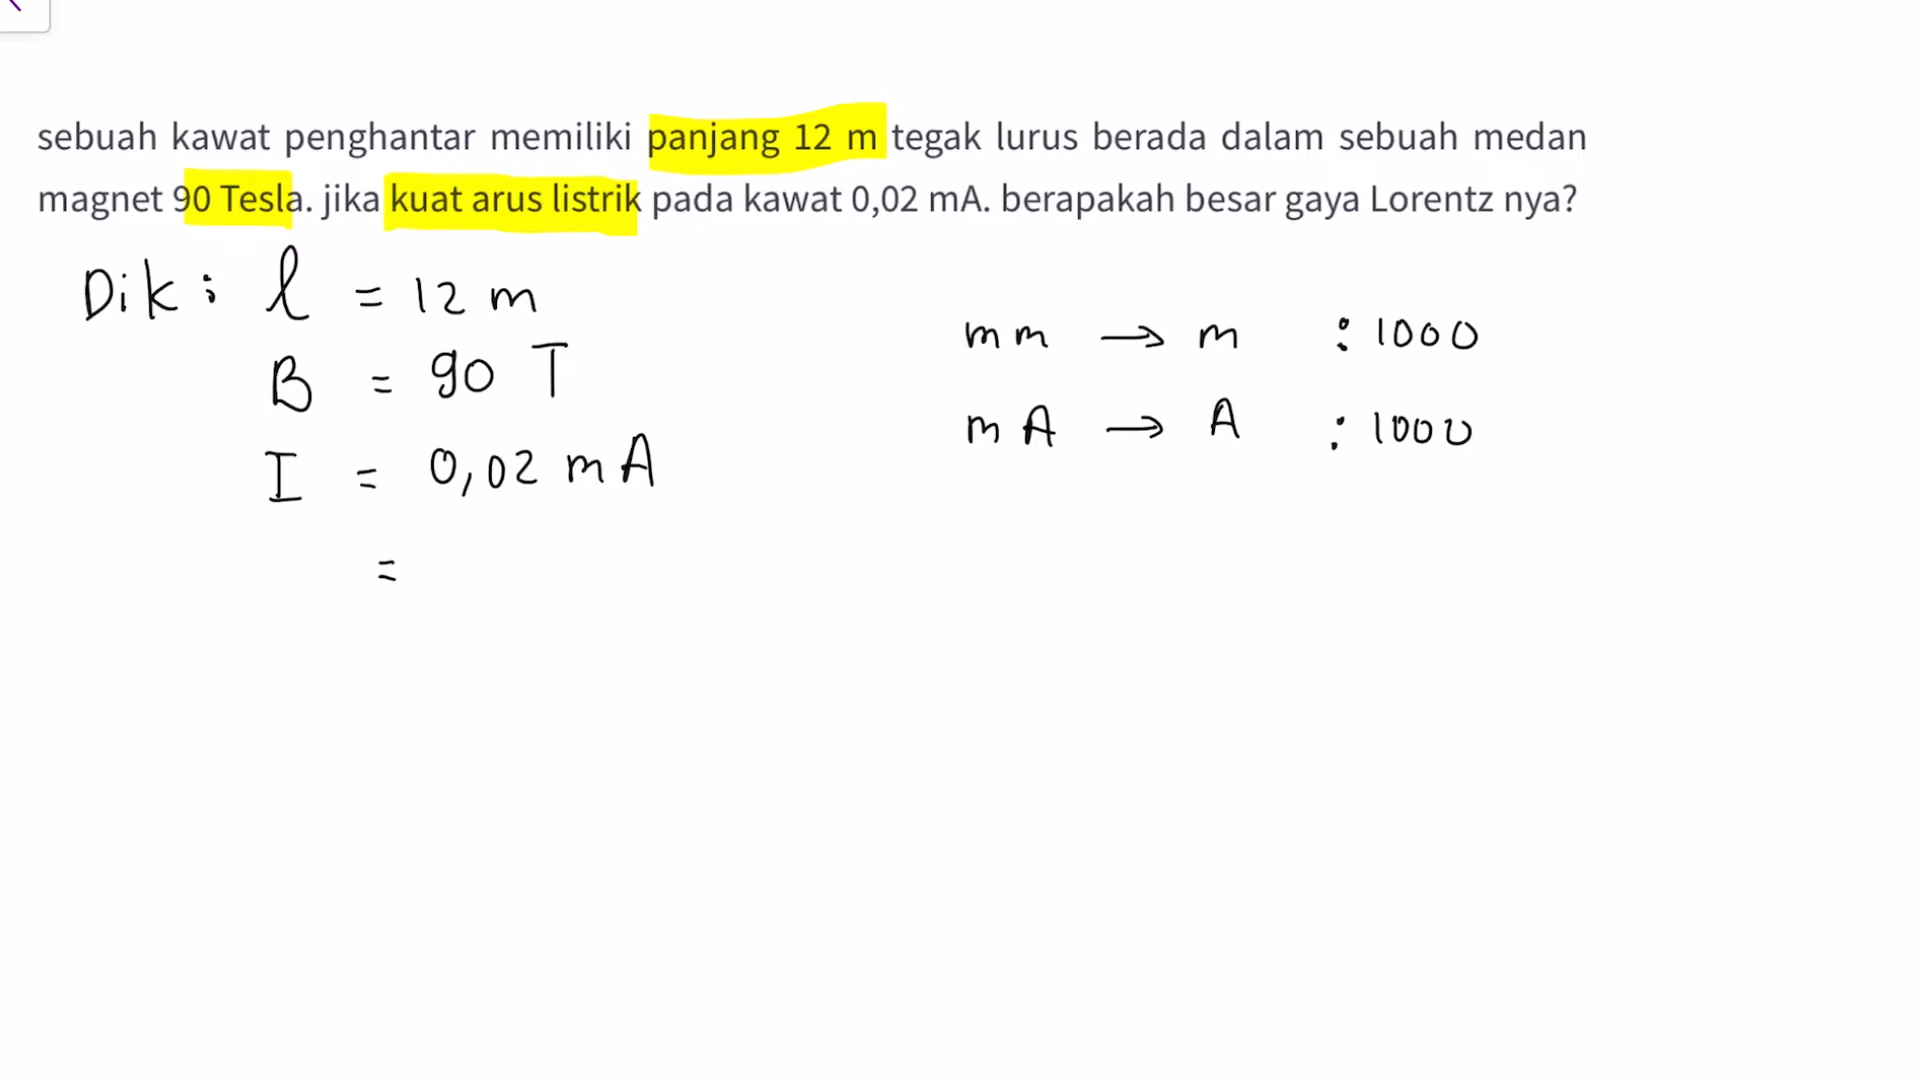 sebuah kawat penghantar memiliki panjang 12 m tegak lurus berada dalam sebuah medan
magnet 90 Tesla. jika kuat arus listrik pada kawat 0,02 mA. berapakah besar gaya Lorentz nya?
Dik : l = 12 m
B = 90 T
I = 0,02 mA
=
mm → m : 1000
mA → A : 1000